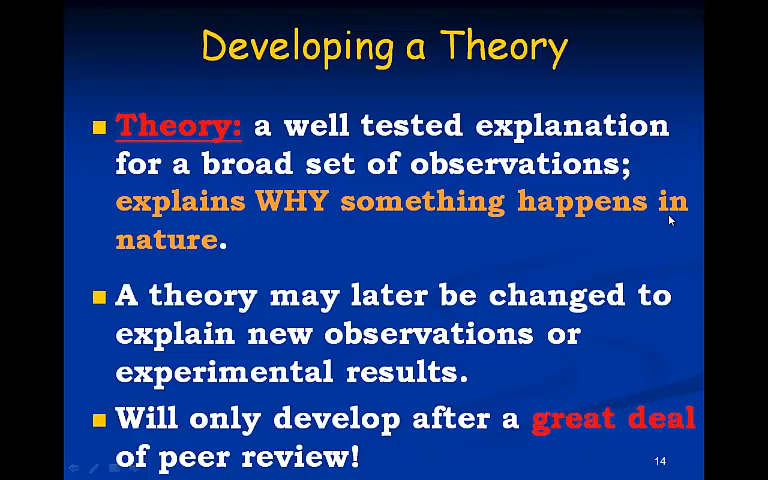 Developing a Theory
Theory: a well tested explanation
for a broad set of observations;
explains WHY something happens in
nature.
A theory may later be changed to
explain new observations or
experimental results.
Will only develop after a great deal
of peer review!
14